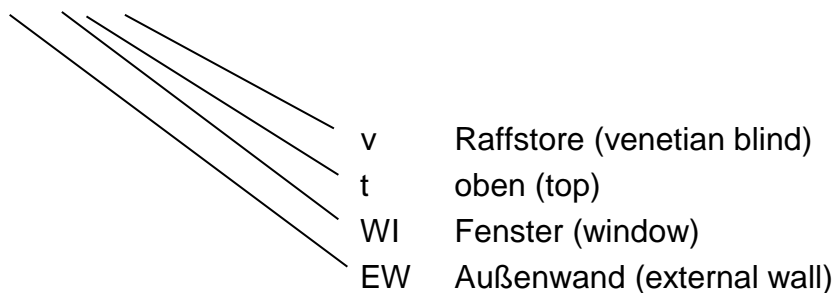 v Raffstore (venetian blind)
t oben (top)
WI Fenster (window)
EW Außenwand (external wall)